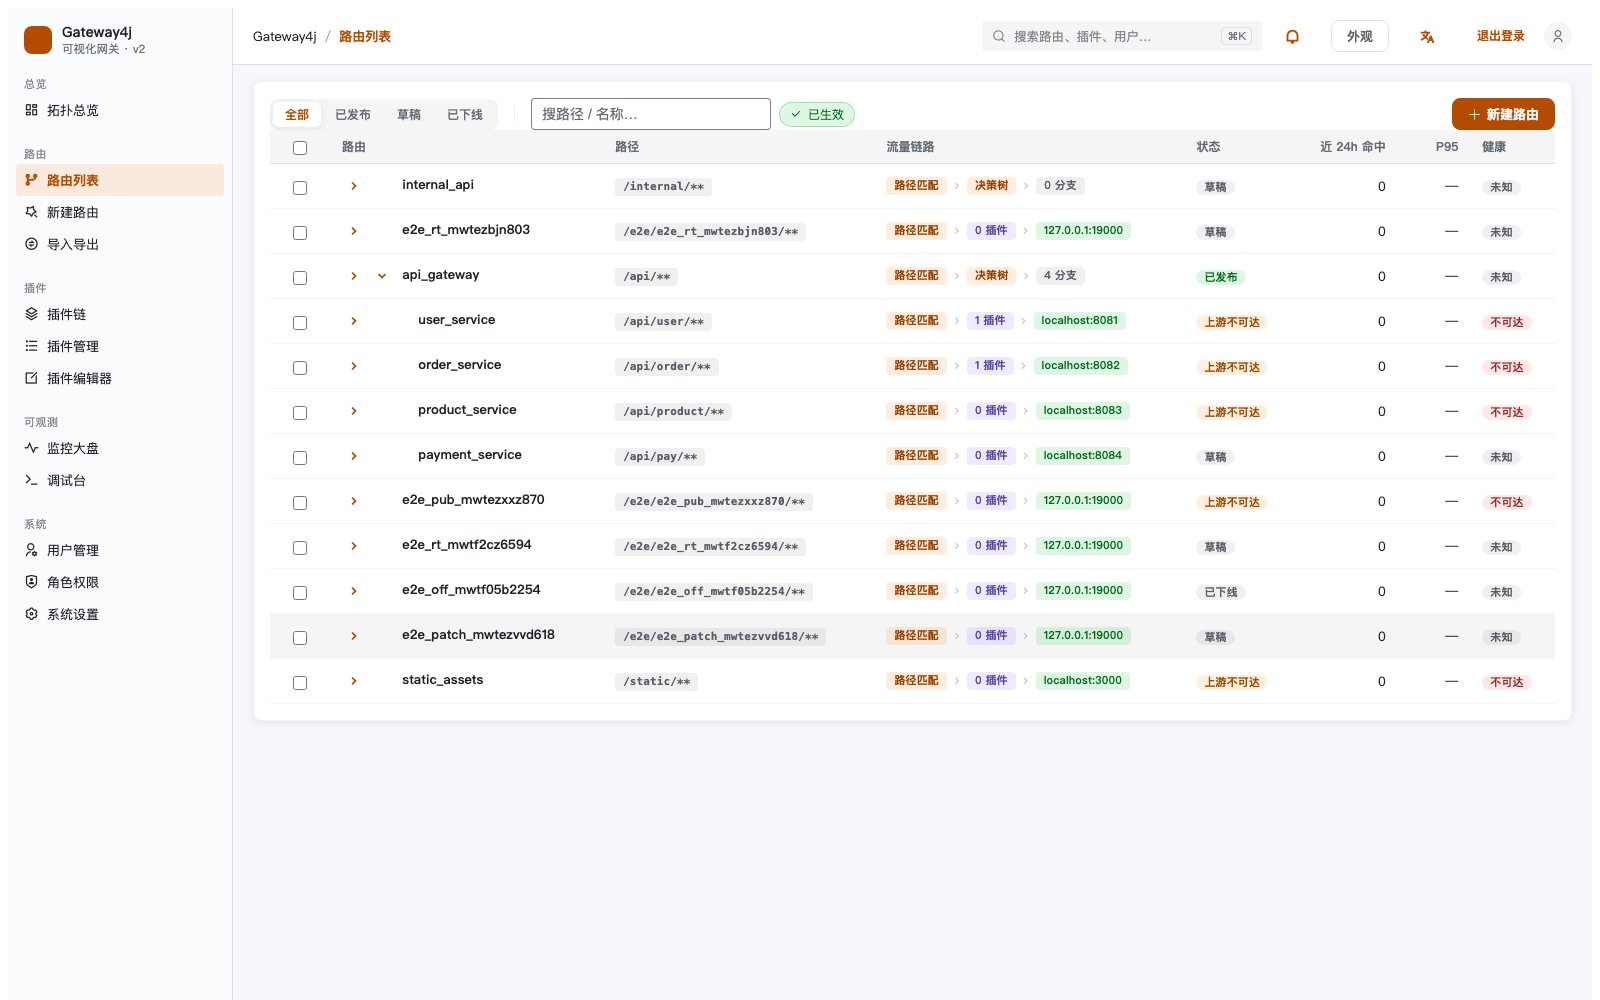 Gateway4j
可视化网关 · v2
总览
拓扑总览
路由
路由列表
新建路由
导入导出
插件
插件链
插件管理
插件编辑器
可观测
监控大盘
调试台
系统
用户管理
角色权限
系统设置
Gateway4j / 路由列表
搜索路由、插件、用户... ⌘K
外观
退出登录
全部 已发布 草稿 已下线
搜路径 / 名称...
已生效
新建路由
路由 路径 流量链路 状态 近 24h 命中 P95 健康
internal_api /internal/** 路径匹配 › 决策树 › 0 分支 草稿 0 — 未知
e2e_rt_mwtezbjn803 /e2e/e2e_rt_mwtezbjn803/** 路径匹配 › 0 插件 › 127.0.0.1:19000 草稿 0 — 未知
api_gateway /api/** 路径匹配 › 决策树 › 4 分支 已发布 0 — 未知
user_service /api/user/** 路径匹配 › 1 插件 › localhost:8081 上游不可达 0 — 不可达
order_service /api/order/** 路径匹配 › 1 插件 › localhost:8082 上游不可达 0 — 不可达
product_service /api/product/** 路径匹配 › 0 插件 › localhost:8083 上游不可达 0 — 不可达
payment_service /api/pay/** 路径匹配 › 0 插件 › localhost:8084 草稿 0 — 未知
e2e_pub_mwtezxxz870 /e2e/e2e_pub_mwtezxxz870/** 路径匹配 › 0 插件 › 127.0.0.1:19000 上游不可达 0 — 不可达
e2e_rt_mwtf2cz6594 /e2e/e2e_rt_mwtf2cz6594/** 路径匹配 › 0 插件 › 127.0.0.1:19000 草稿 0 — 未知
e2e_off_mwtf05b2254 /e2e/e2e_off_mwtf05b2254/** 路径匹配 › 0 插件 › 127.0.0.1:19000 已下线 0 — 未知
e2e_patch_mwtezvvd618 /e2e/e2e_patch_mwtezvvd618/** 路径匹配 › 0 插件 › 127.0.0.1:19000 草稿 0 — 未知
static_assets /static/** 路径匹配 › 0 插件 › localhost:3000 上游不可达 0 — 不可达